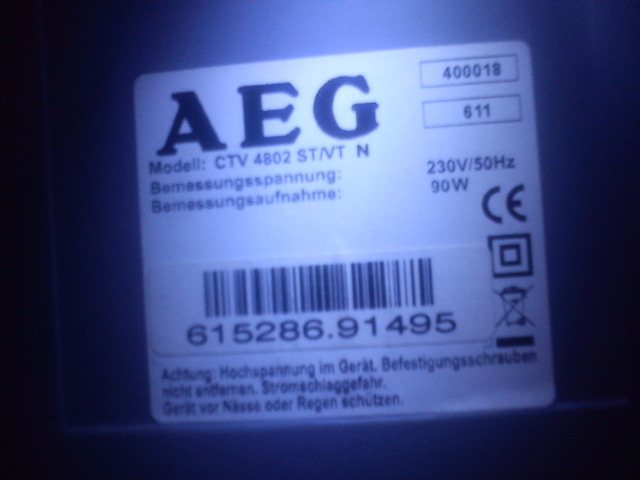 AEG
400018
611
Modell: CTV 4802 ST/VT N
Bemessungsspannung: 230V/50Hz
Bemessungsaufnahme: 90W
CE
615286.91495
Achtung: Hochspannung im Gerät. Befestigungsschrauben
nicht entfernen. Stromschlaggefahr.
Gerät vor Nässe oder Regen schützen.